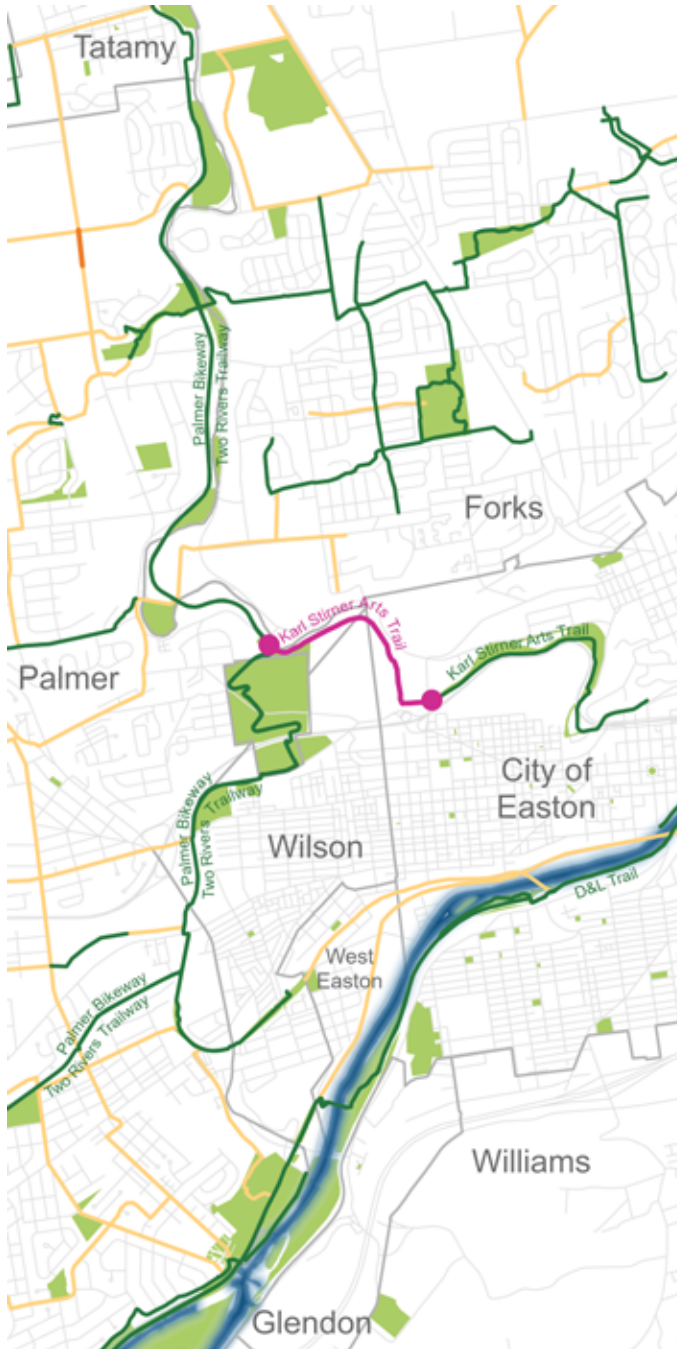 Tatamy
Palmer Bikeway
Two Rivers Trailway
Forks
Karl Stirner Arts Trail
Karl Stirner Arts Trail
Palmer
City of
Easton
Palmer Bikeway
Two Rivers Trailway
Wilson
D&L Trail
West
Easton
Palmer Bikeway
Two Rivers Trailway
Williams
Glendon